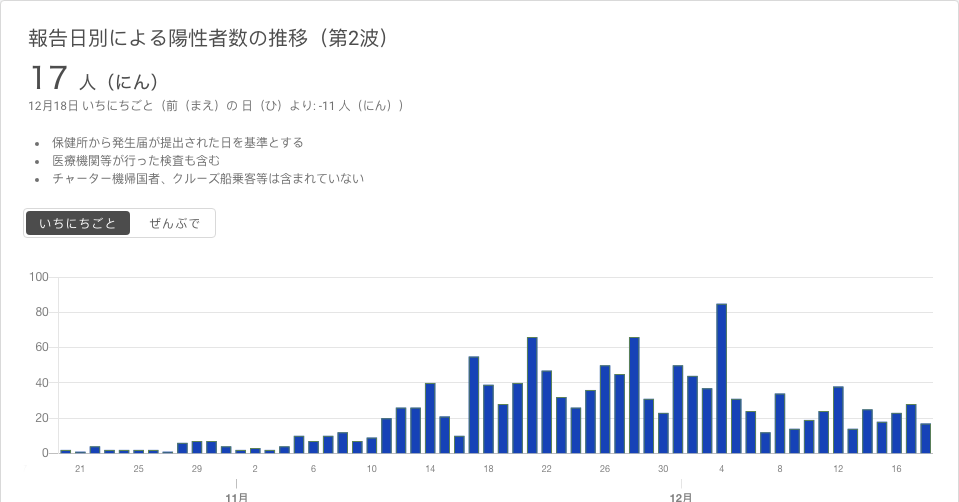 報告日別による陽性者数の推移（第2波）
17 人（にん）
12月18日 いちにちごと（前（まえ）の 日（ひ）より: -11 人（にん））
• 保健所から発生届が提出された日を基準とする
• 医療機関等が行った検査も含む
• チャーター機帰国者、クルーズ船乗客等は含まれていない
いちにちごと ぜんぶで
100
80
60
40
20
0
21 25 29 2 6 10 14 18 22 26 30 4 8 12 16
11月 12月